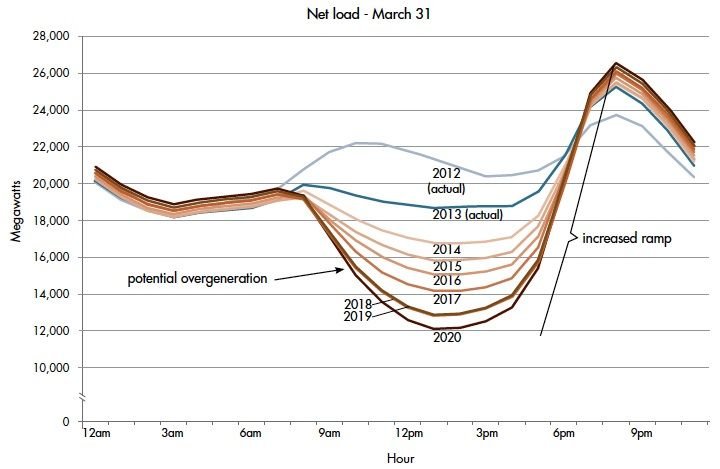 Net load - March 31
28,000
26,000
24,000
22,000
20,000
18,000
16,000
14,000
12,000
10,000
0
Megawatts
2012
(actual)
2013 (actual)
2014
2015
2016
2017
2018
2019
2020
potential overgeneration
increased ramp
12am 3am 6am 9am 12pm 3pm 6pm 9pm
Hour